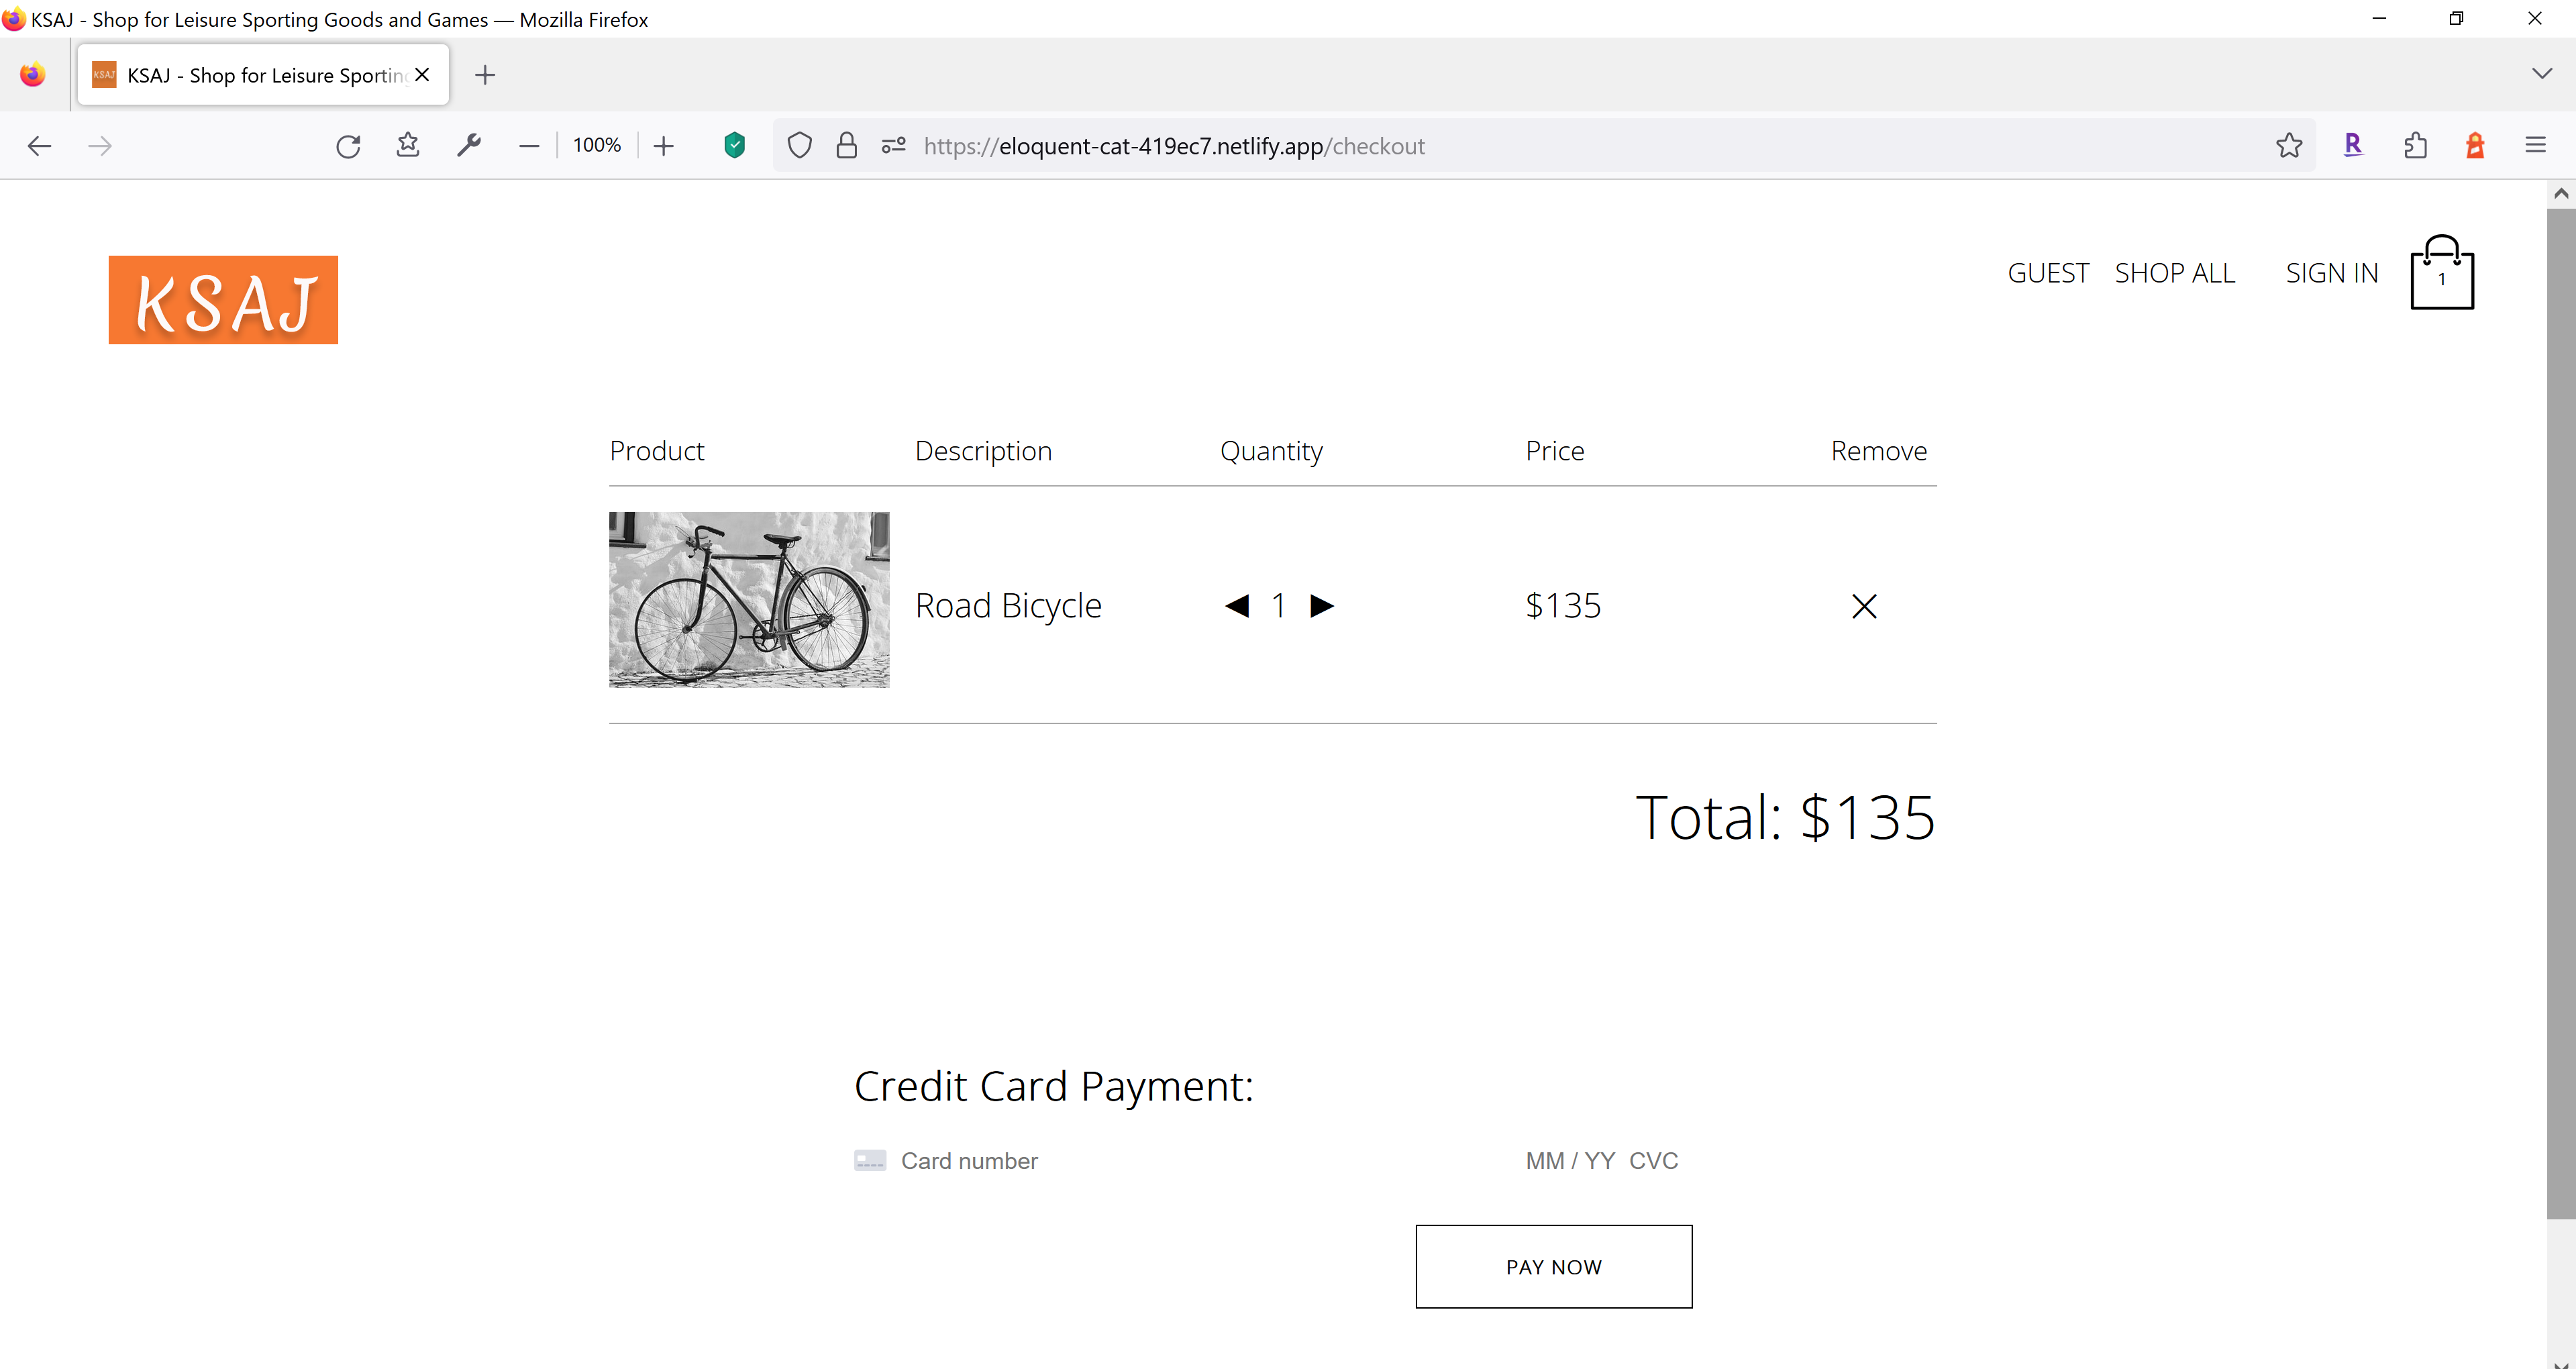 KSAJ - Shop for Leisure Sporting Goods and Games — Mozilla Firefox
KSAJ KSAJ - Shop for Leisure Sporting
100% https://eloquent-cat-419ec7.netlify.app/checkout R
KSAJ
GUEST SHOP ALL SIGN IN 1
Product Description Quantity Price Remove
Road Bicycle ◀ 1 ▶ $135
Total: $135
Credit Card Payment:
Card number MM / YY CVC
PAY NOW